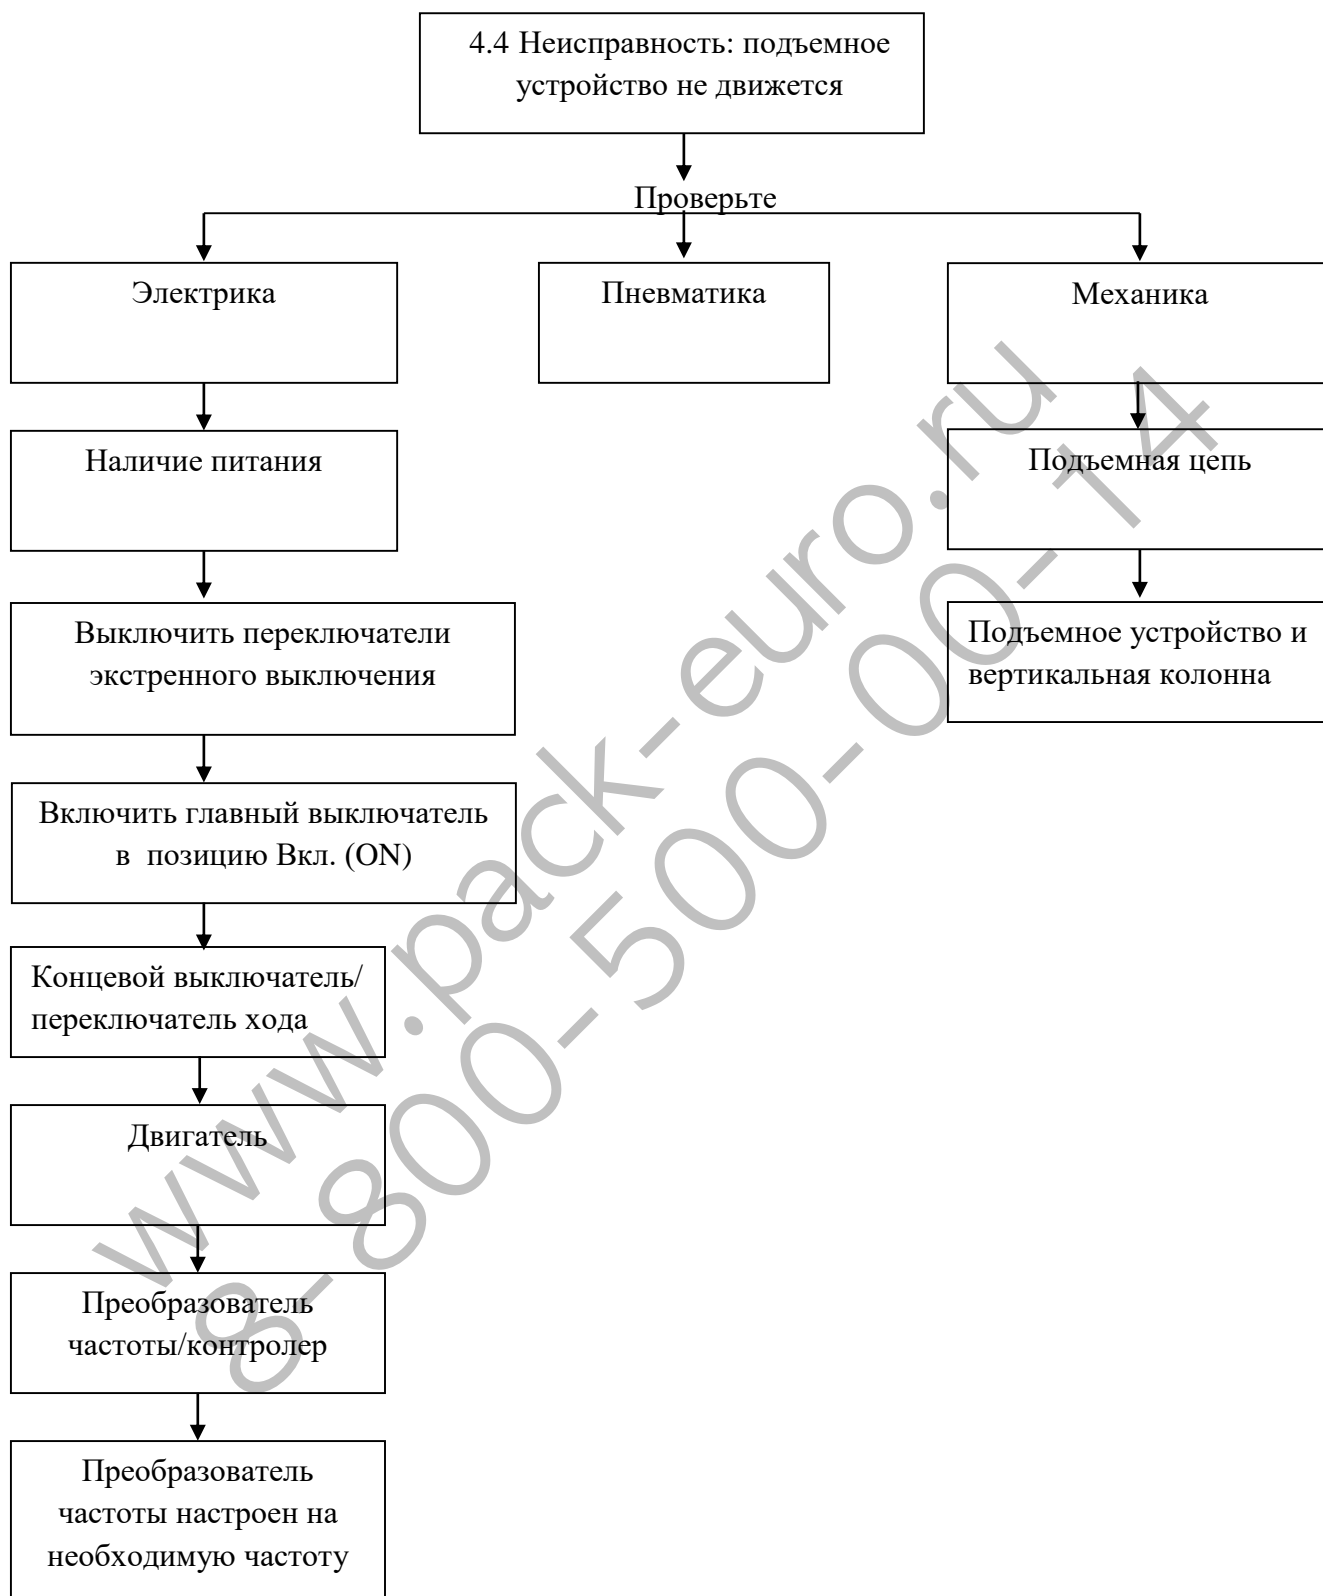 4.4 Неисправность: подъемное
устройство не движется
Проверьте
Электрика
Пневматика
Механика
Наличие питания
Подъемная цепь
Выключить переключатели
экстренного выключения
Подъемное устройство и
вертикальная колонна
Включить главный выключатель
в позицию Вкл. (ON)
Концевой выключатель/
переключатель хода
Двигатель
Преобразователь
частоты/контролер
Преобразователь
частоты настроен на
необходимую частоту
www.pack-euro.ru
8-800-500-00-14